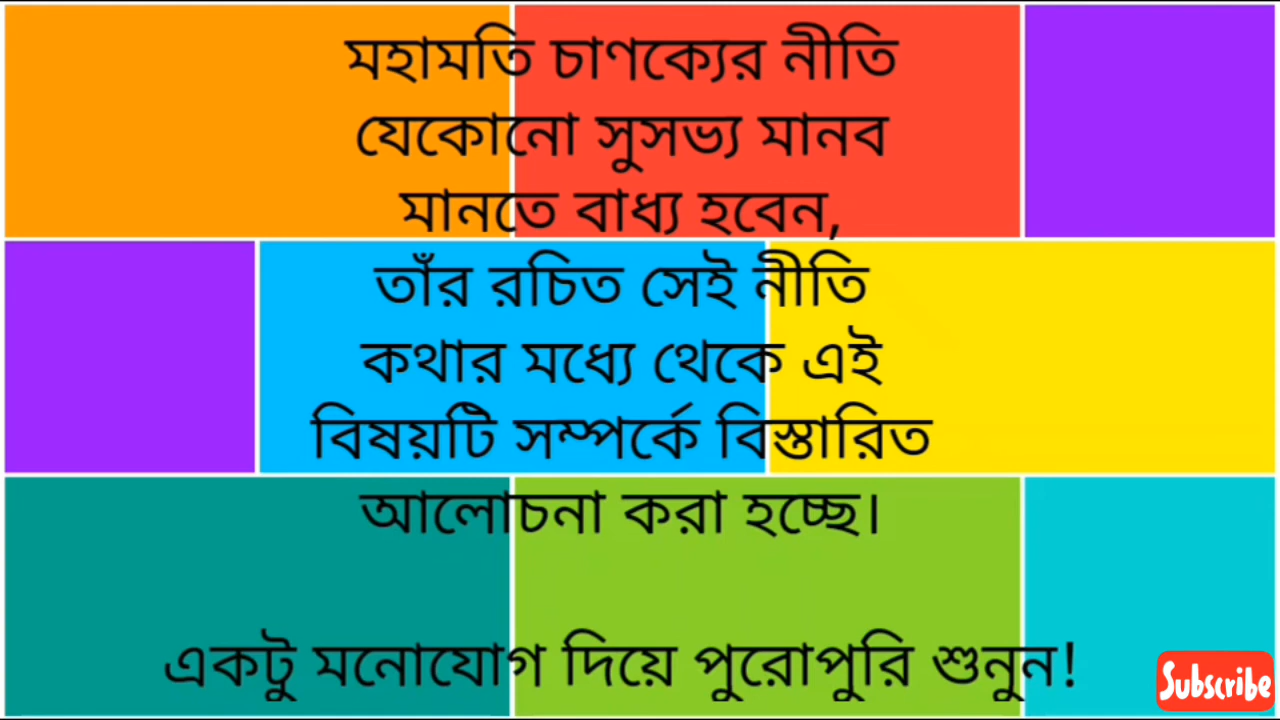 মহামতি চাণক্যের নীতি
যেকোনো সুসভ্য মানব
মানতে বাধ্য হবেন,
তাঁর রচিত সেই নীতি
কথার মধ্যে থেকে এই
বিষয়টি সম্পর্কে বিস্তারিত
আলোচনা করা হচ্ছে।
একটু মনোযোগ দিয়ে পুরোপুরি শুনুন!
Subscribe